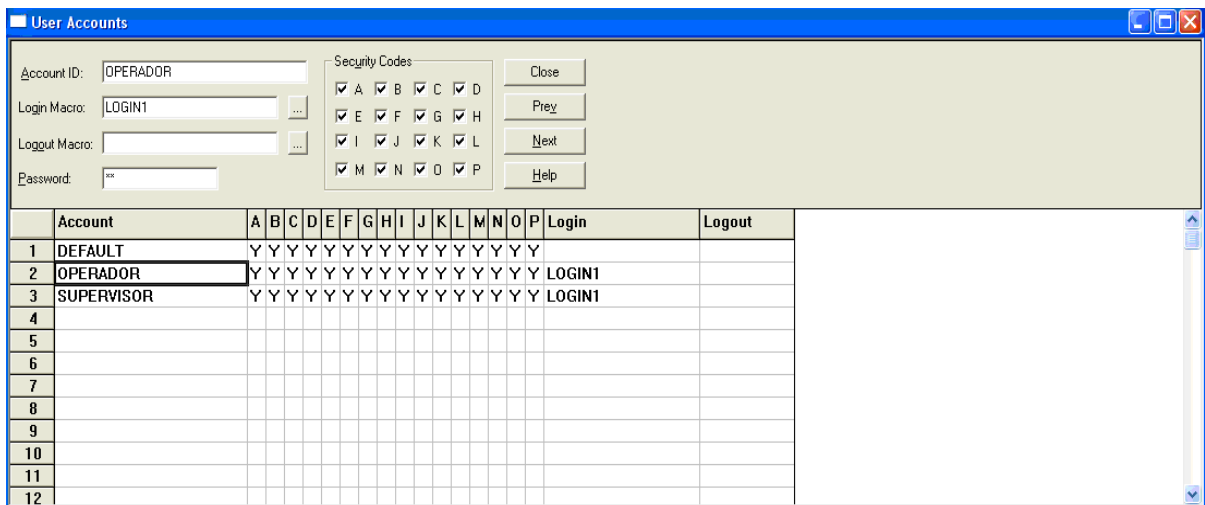 User Accounts
Account ID: OPERADOR
Login Macro: LOGIN1 ...
Logout Macro: ...
Password: **
Security Codes
A B C D
E F G H
I J K L
M N O P
Close
Prev
Next
Help
Account A B C D E F G H I J K L M N O P Login Logout
1 DEFAULT Y Y Y Y Y Y Y Y Y Y Y Y Y Y Y Y
2 OPERADOR Y Y Y Y Y Y Y Y Y Y Y Y Y Y Y Y LOGIN1
3 SUPERVISOR Y Y Y Y Y Y Y Y Y Y Y Y Y Y Y Y LOGIN1
4
5
6
7
8
9
10
11
12